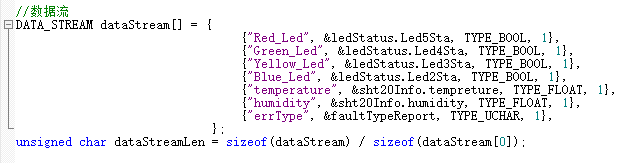 //数据流
DATA_STREAM dataStream[] = {
{"Red_Led", &ledStatus.Led5Sta, TYPE_BOOL, 1},
{"Green_Led", &ledStatus.Led4Sta, TYPE_BOOL, 1},
{"Yellow_Led", &ledStatus.Led3Sta, TYPE_BOOL, 1},
{"Blue_Led", &ledStatus.Led2Sta, TYPE_BOOL, 1},
{"temperature", &sht20Info.tempreture, TYPE_FLOAT, 1},
{"humidity", &sht20Info.humidity, TYPE_FLOAT, 1},
{"errType", &faultTypeReport, TYPE_UCHAR, 1},
};
unsigned char dataStreamLen = sizeof(dataStream) / sizeof(dataStream[0]);